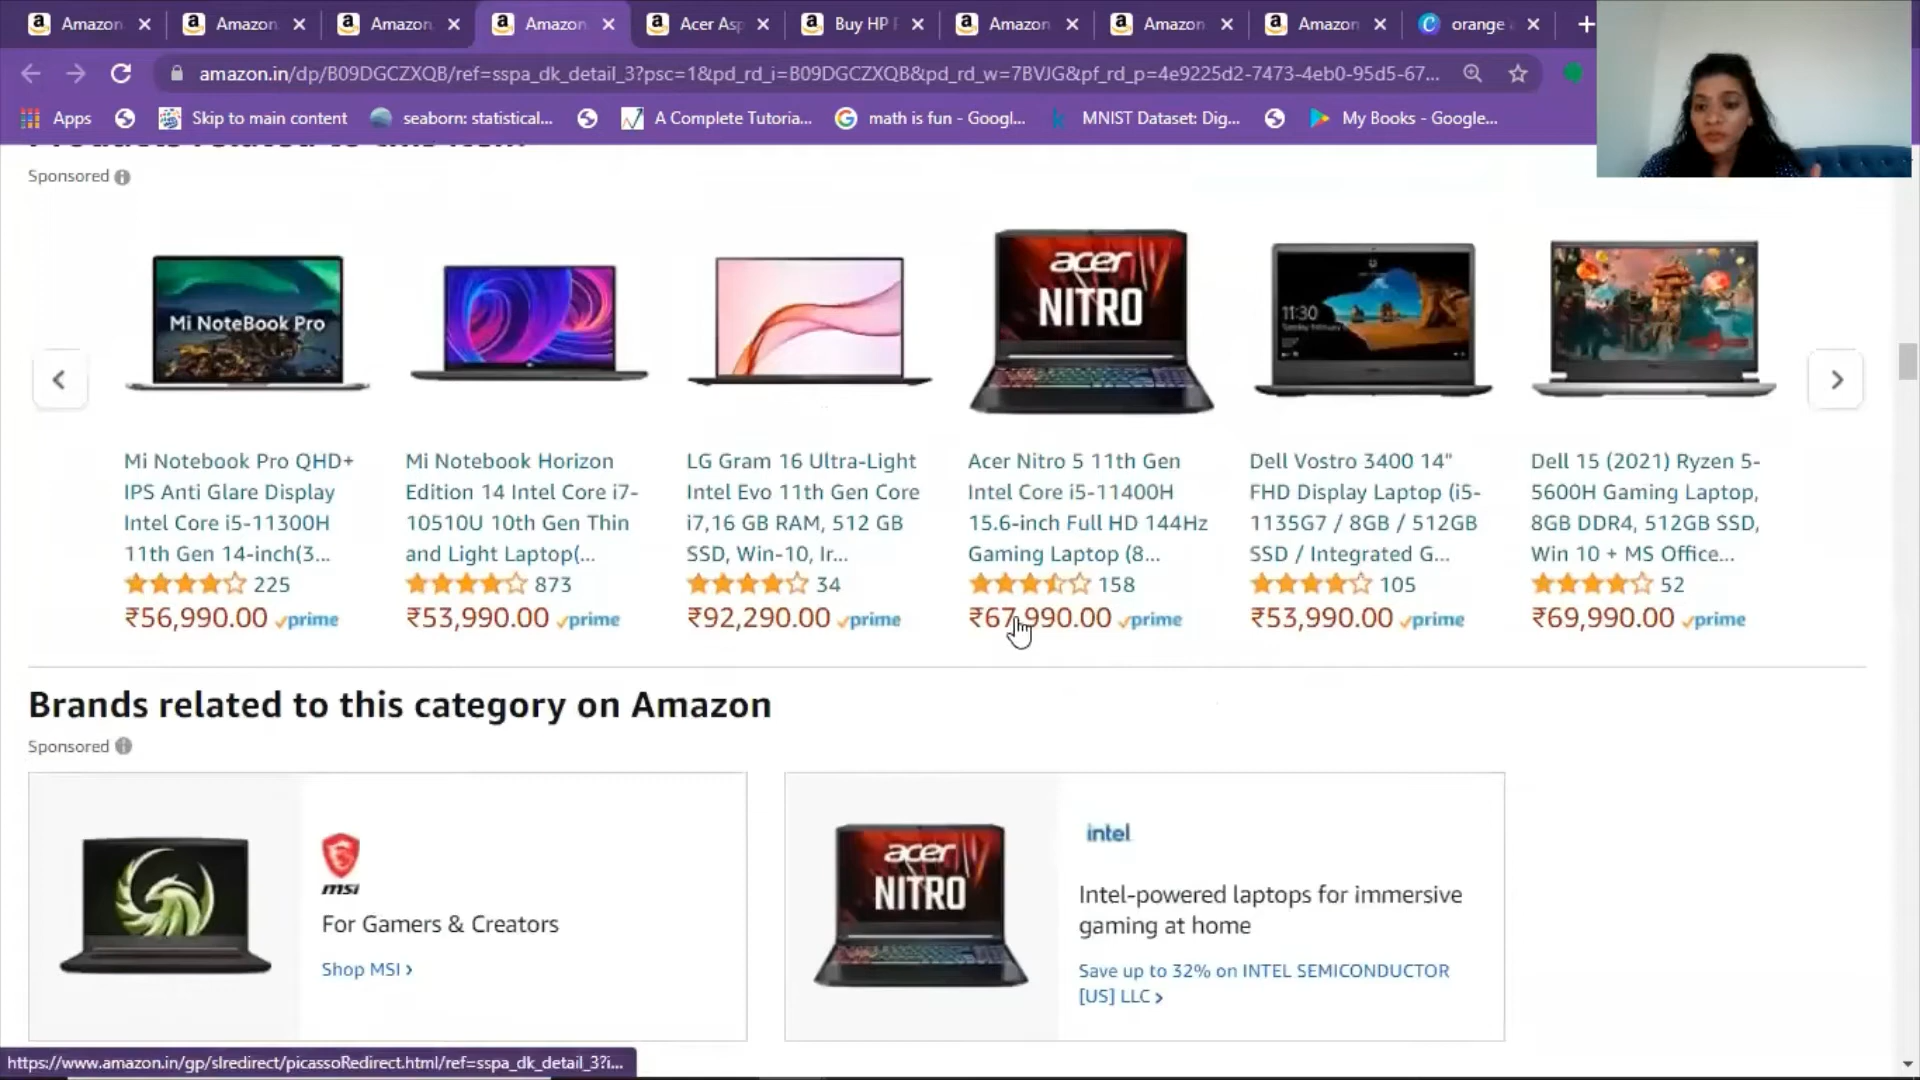 Amazon
Amazon
Amazon
Amazon
Acer Asp
Buy HP
Amazon
Amazon
Amazon
orange
amazon.in/dp/B09DGCZXQB/ref=sspa_dk_detail_3?psc=1&pd_rd_i=B09DGCZXQB&pd_rd_w=7BVJG&pf_rd_p=4e9225d2-7473-4eb0-95d5-67...
Apps
Skip to main content
seaborn: statistical...
A Complete Tutoria...
math is fun - Googl...
MNIST Dataset: Dig...
My Books - Google...
Products related to this item
Sponsored
Mi NoteBook Pro
acer
NITRO
11:30
Mi Notebook Pro QHD+
IPS Anti Glare Display
Intel Core i5-11300H
11th Gen 14-inch(3...
225
₹56,990.00 prime
Mi Notebook Horizon
Edition 14 Intel Core i7-
10510U 10th Gen Thin
and Light Laptop(...
873
₹53,990.00 prime
LG Gram 16 Ultra-Light
Intel Evo 11th Gen Core
i7,16 GB RAM, 512 GB
SSD, Win-10, Ir...
34
₹92,290.00 prime
Acer Nitro 5 11th Gen
Intel Core i5-11400H
15.6-inch Full HD 144Hz
Gaming Laptop (8...
158
₹67,990.00 prime
Dell Vostro 3400 14"
FHD Display Laptop (i5-
1135G7 / 8GB / 512GB
SSD / Integrated G...
105
₹53,990.00 prime
Dell 15 (2021) Ryzen 5-
5600H Gaming Laptop,
8GB DDR4, 512GB SSD,
Win 10 + MS Office...
52
₹69,990.00 prime
Brands related to this category on Amazon
Sponsored
msi
For Gamers & Creators
Shop MSI ›
acer
NITRO
intel
Intel-powered laptops for immersive
gaming at home
Save up to 32% on INTEL SEMICONDUCTOR
[US] LLC ›
https://www.amazon.in/gp/slredirect/picassoRedirect.html/ref=sspa_dk_detail_3?i...